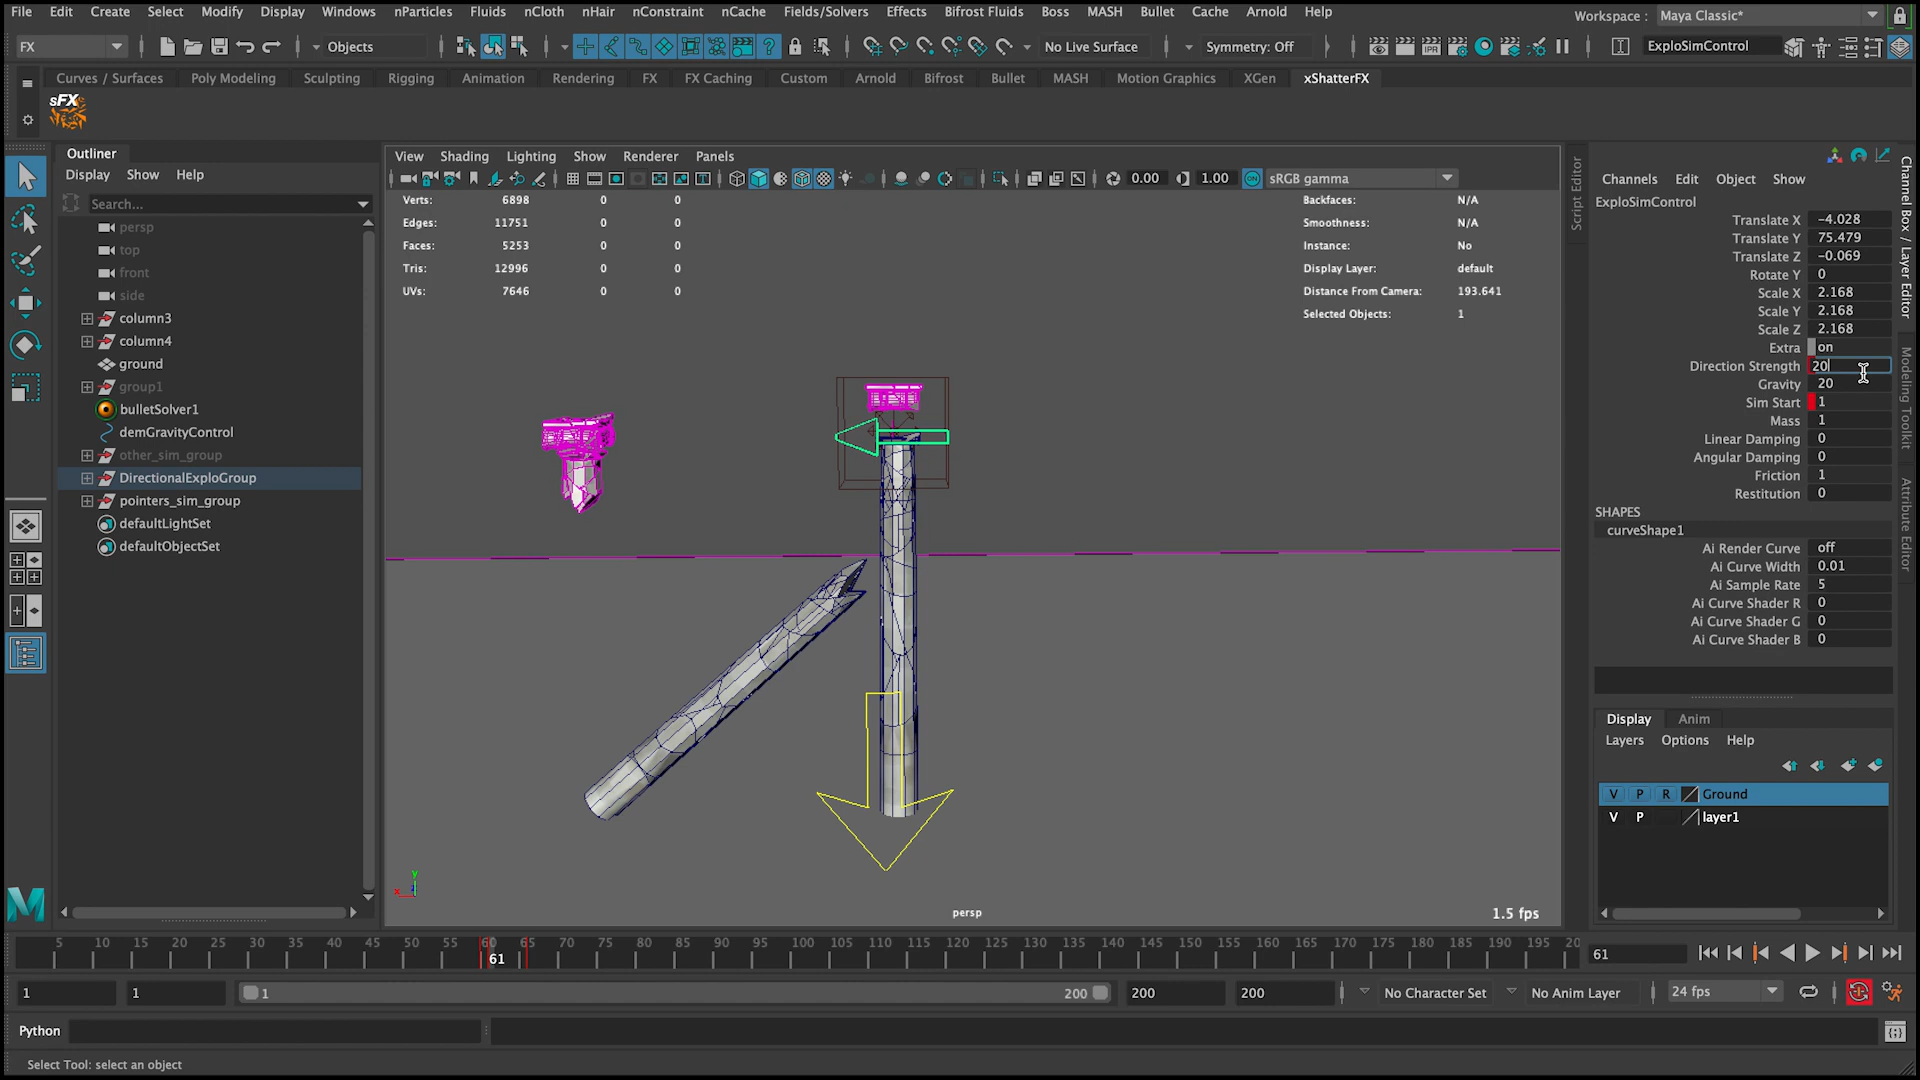 File Edit Create Select Modify Display Windows nParticles Fluids nCloth nHair nConstraint nCache Fields/Solvers Effects Bifrost Fluids Boss MASH Bullet Cache Arnold Help
Workspace : Maya Classic*
FX Objects No Live Surface Symmetry: Off ExploSimControl
Curves / Surfaces Poly Modeling Sculpting Rigging Animation Rendering FX FX Caching Custom Arnold Bifrost Bullet MASH Motion Graphics XGen xShatterFX
sFX
Outliner
Display Show Help
Search...
persp
top
front
side
column3
column4
ground
group1
bulletSolver1
demGravityControl
other_sim_group
DirectionalExploGroup
pointers_sim_group
defaultLightSet
defaultObjectSet
View Shading Lighting Show Renderer Panels
0.00 1.00 ON sRGB gamma
Verts: 6898 0 0
Edges: 11751 0 0
Faces: 5253 0 0
Tris: 12996 0 0
UVs: 7646 0 0
Backfaces: N/A
Smoothness: N/A
Instance: No
Display Layer: default
Distance From Camera: 193.641
Selected Objects: 1
y
x
persp
1.5 fps
Script Editor
Channels Edit Object Show
ExploSimControl
Translate X -4.028
Translate Y 75.479
Translate Z -0.069
Rotate Y 0
Scale X 2.168
Scale Y 2.168
Scale Z 2.168
Extra on
Direction Strength 20
Gravity 20
Sim Start 1
Mass 1
Linear Damping 0
Angular Damping 0
Friction 1
Restitution 0
SHAPES
curveShape1
Ai Render Curve off
Ai Curve Width 0.01
Ai Sample Rate 5
Ai Curve Shader R 0
Ai Curve Shader G 0
Ai Curve Shader B 0
Display Anim
Layers Options Help
V P R Ground
V P layer1
Channel Box / Layer Editor
Modeling Toolkit
Attribute Editor
5 10 15 20 25 30 35 40 45 50 55 60 65 70 75 80 85 90 95 100 105 110 115 120 125 130 135 140 145 150 155 160 165 170 175 180 185 190 195 20
61
61
1 1 1 200 200 200 No Character Set No Anim Layer 24 fps
Python
Select Tool: select an object